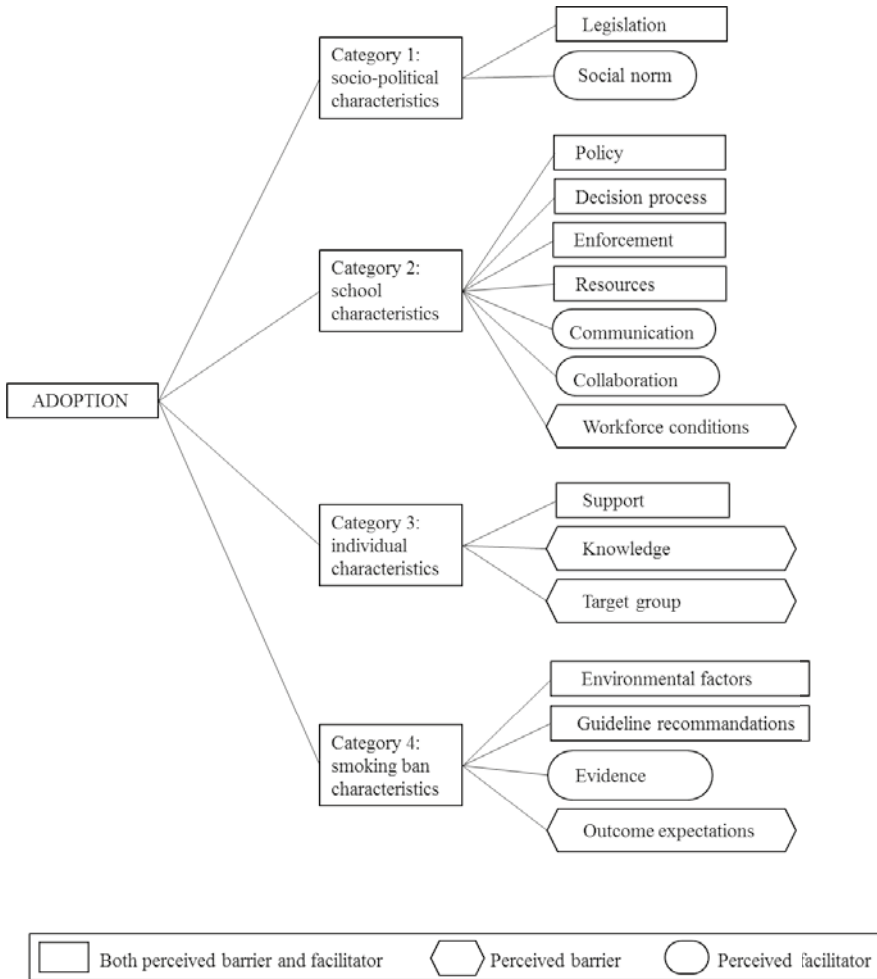 ADOPTION
Category 1:
socio-political
characteristics
Legislation
Social norm
Category 2:
school
characteristics
Policy
Decision process
Enforcement
Resources
Communication
Collaboration
Workforce conditions
Category 3:
individual
characteristics
Support
Knowledge
Target group
Category 4:
smoking ban
characteristics
Environmental factors
Guideline recommandations
Evidence
Outcome expectations
Both perceived barrier and facilitator
Perceived barrier
Perceived facilitator